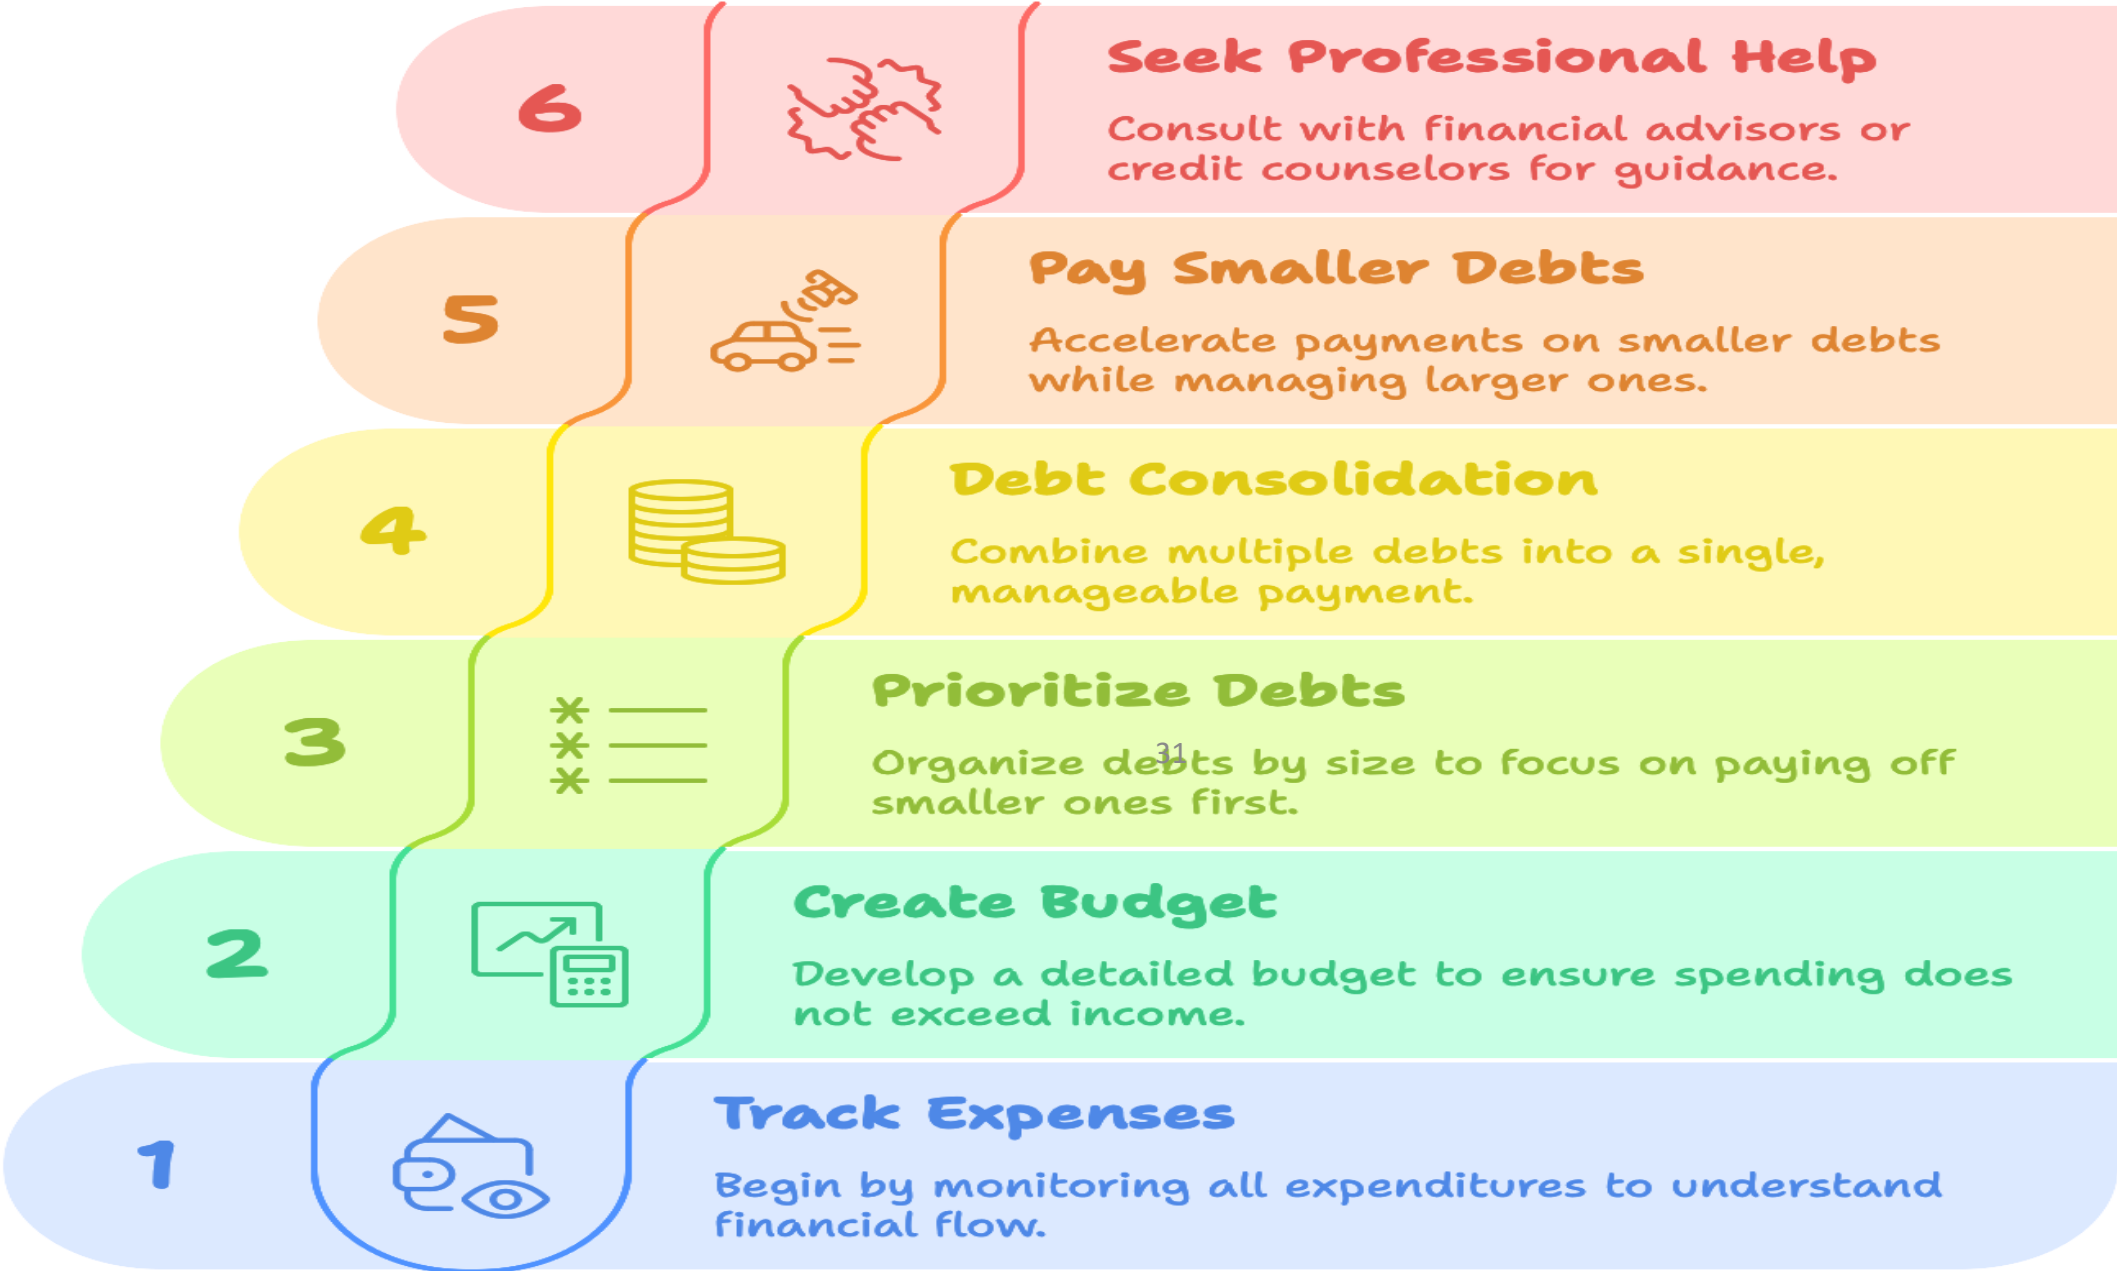 6
Seek Professional Help
Consult with financial advisors or
credit counselors for guidance.
5
Pay Smaller Debts
Accelerate payments on smaller debts
while managing larger ones.
4
Debt Consolidation
Combine multiple debts into a single,
manageable payment.
3
Prioritize Debts
31
Organize debts by size to focus on paying off
smaller ones first.
2
Create Budget
Develop a detailed budget to ensure spending does
not exceed income.
1
Track Expenses
Begin by monitoring all expenditures to understand
financial flow.